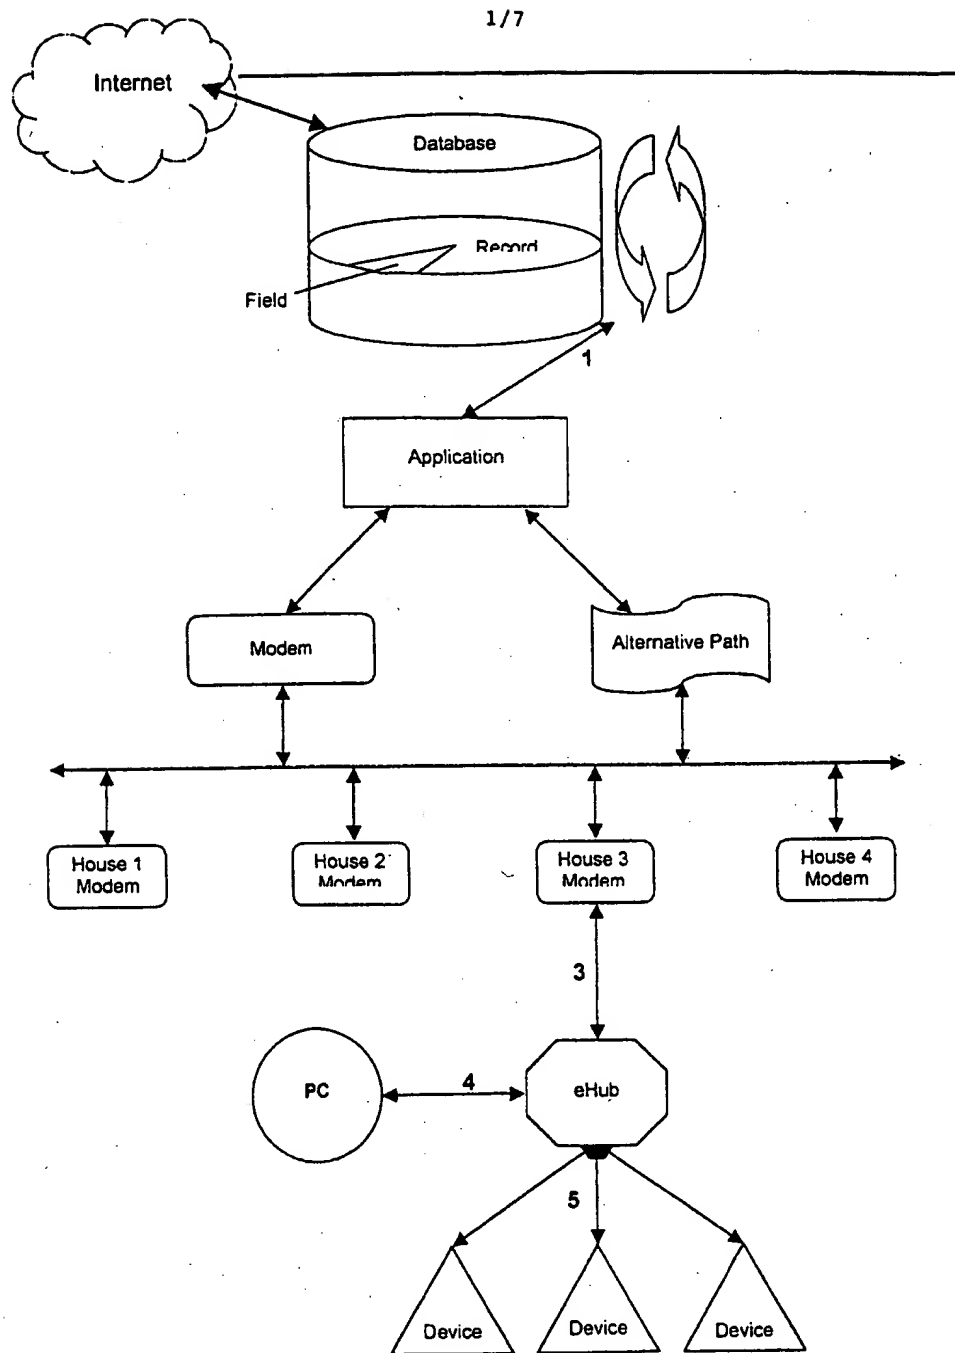 1/7
Internet
Database
Record
Field
1
Application
Modem
Alternative Path
House 1
Modem
House 2
Modem
House 3
Modem
House 4
Modem
3
PC
4
eHub
5
Device
Device
Device